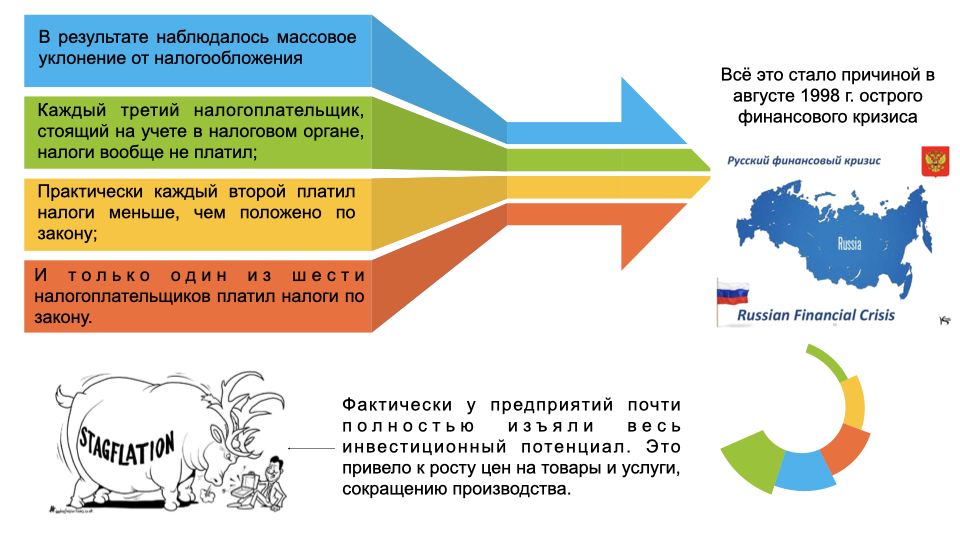 В результате наблюдалось массовое
уклонение от налогообложения
Каждый третий налогоплательщик,
стоящий на учете в налоговом органе,
налоги вообще не платил;
Практически каждый второй платил
налоги меньше, чем положено по
закону;
И только один из шести
налогоплательщиков платил налоги по
закону.
Всё это стало причиной в
августе 1998 г. острого
финансового кризиса
Русский финансовый кризис
Russia
Russian Financial Crisis
STAGFLATION
Фактически у предприятий почти
полностью изъяли весь
инвестиционный потенциал. Это
привело к росту цен на товары и услуги,
сокращению производства.